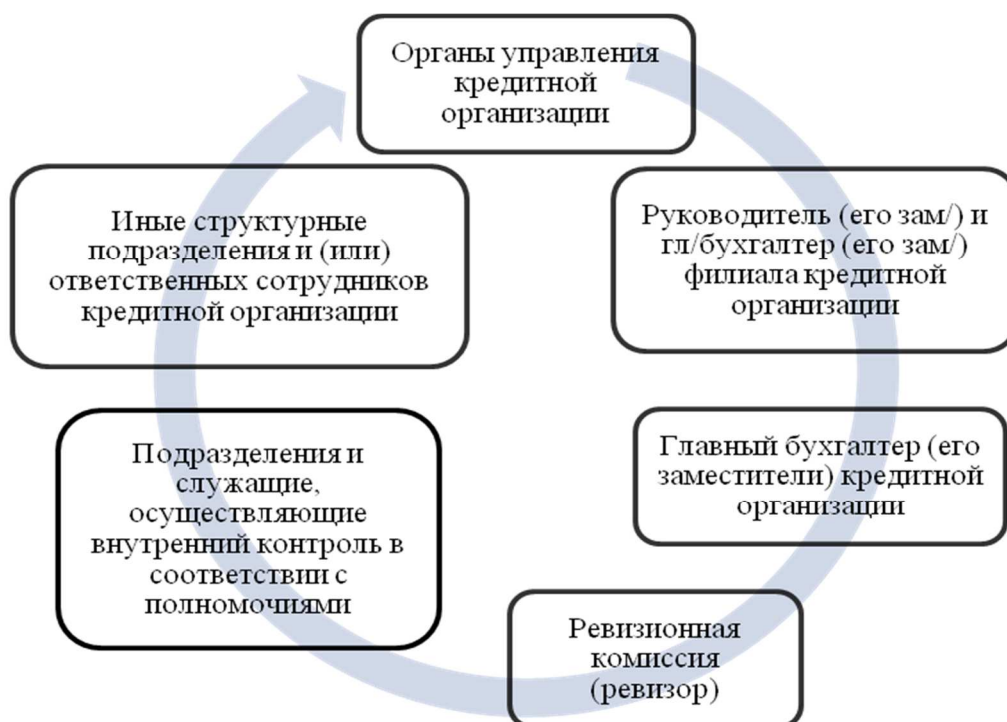 Органы управления
кредитной
организации
Руководитель (его зам/) и
гл/бухгалтер (его зам/)
филиала кредитной
организации
Главный бухгалтер (его
заместители) кредитной
организации
Ревизионная
комиссия
(ревизор)
Подразделения и
служащие,
осуществляющие
внутренний контроль в
соответствии с
полномочиями
Иные структурные
подразделения и (или)
ответственных сотрудников
кредитной организации